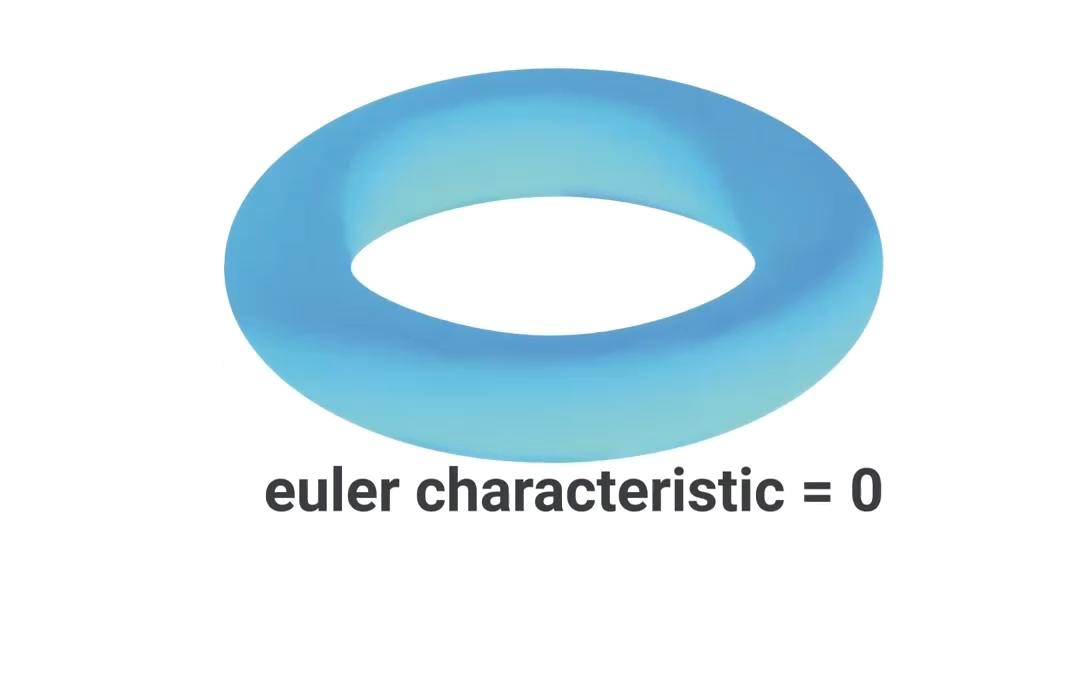 euler characteristic = 0